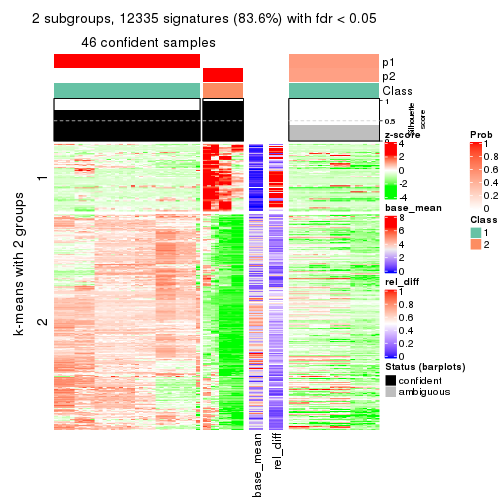 2 subgroups, 12335 signatures (83.6%) with fdr < 0.05
46 confident samples
p1
p2
Class
1
0.5
0
Silhouette
score
k-means with 2 groups
1
2
base_mean
rel_diff
z-score
4
2
0
-2
-4
base_mean
8
6
4
2
0
rel_diff
1
0.8
0.6
0.4
0.2
0
Status (barplots)
confident
ambiguous
Prob
1
0.8
0.6
0.4
0.2
0
Class
1
2